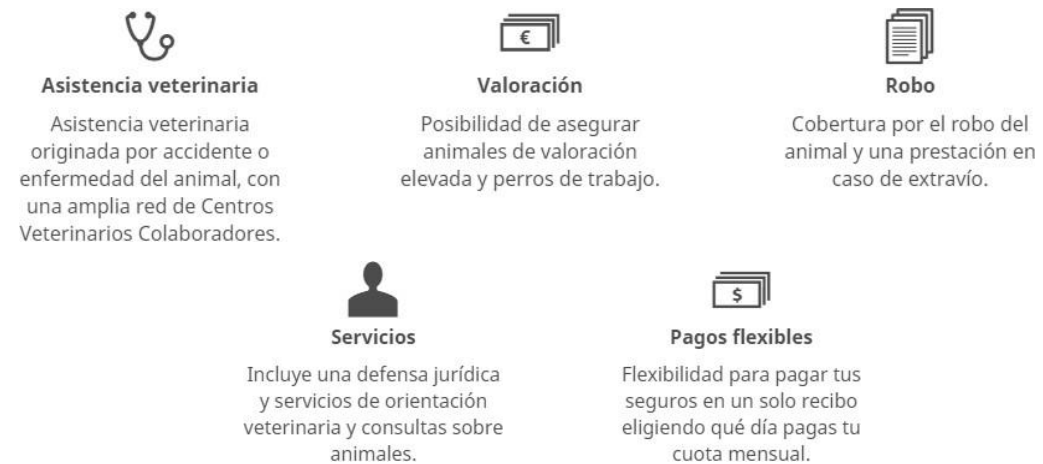 €
Asistencia veterinaria
Asistencia veterinaria
originada por accidente o
enfermedad del animal, con
una amplia red de Centros
Veterinarios Colaboradores.
Valoración
Posibilidad de asegurar
animales de valoración
elevada y perros de trabajo.
Robo
Cobertura por el robo del
animal y una prestación en
caso de extravío.
Servicios
Incluye una defensa jurídica
y servicios de orientación
veterinaria y consultas sobre
animales.
$
Pagos flexibles
Flexibilidad para pagar tus
seguros en un solo recibo
eligiendo qué día pagas tu
cuota mensual.